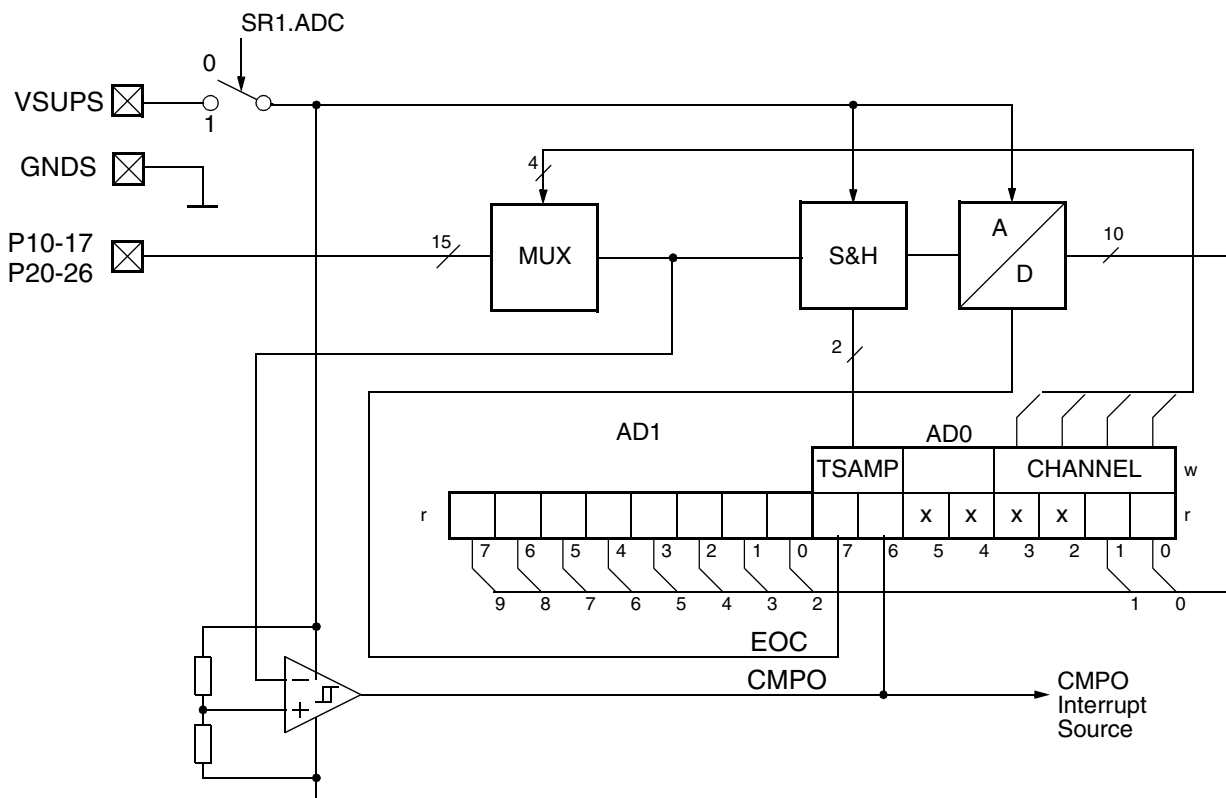 SR1.ADC
0
VSUPS
1
GNDS
4
P10-17
P20-26
15
MUX
S&H
A
D
10
2
AD1
AD0
TSAMP
CHANNEL
w
r
x x x x
r
7 6 5 4 3 2 1 0 7 6 5 4 3 2 1 0
9 8 7 6 5 4 3 2 1 0
EOC
CMPO
CMPO
Interrupt
Source
− 
+